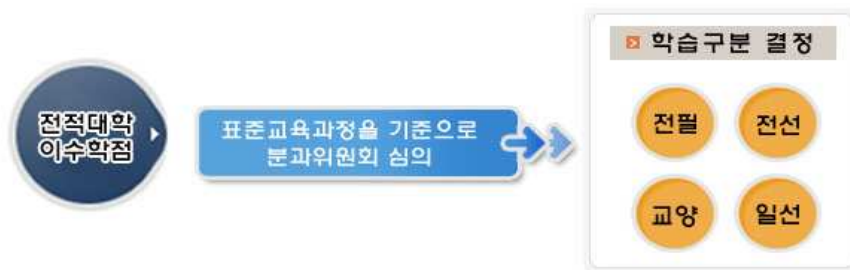 전적대학
이수학점
표준교육과정을 기준으로
분과위원회 심의
학습구분 결정
전필
전선
교양
일선